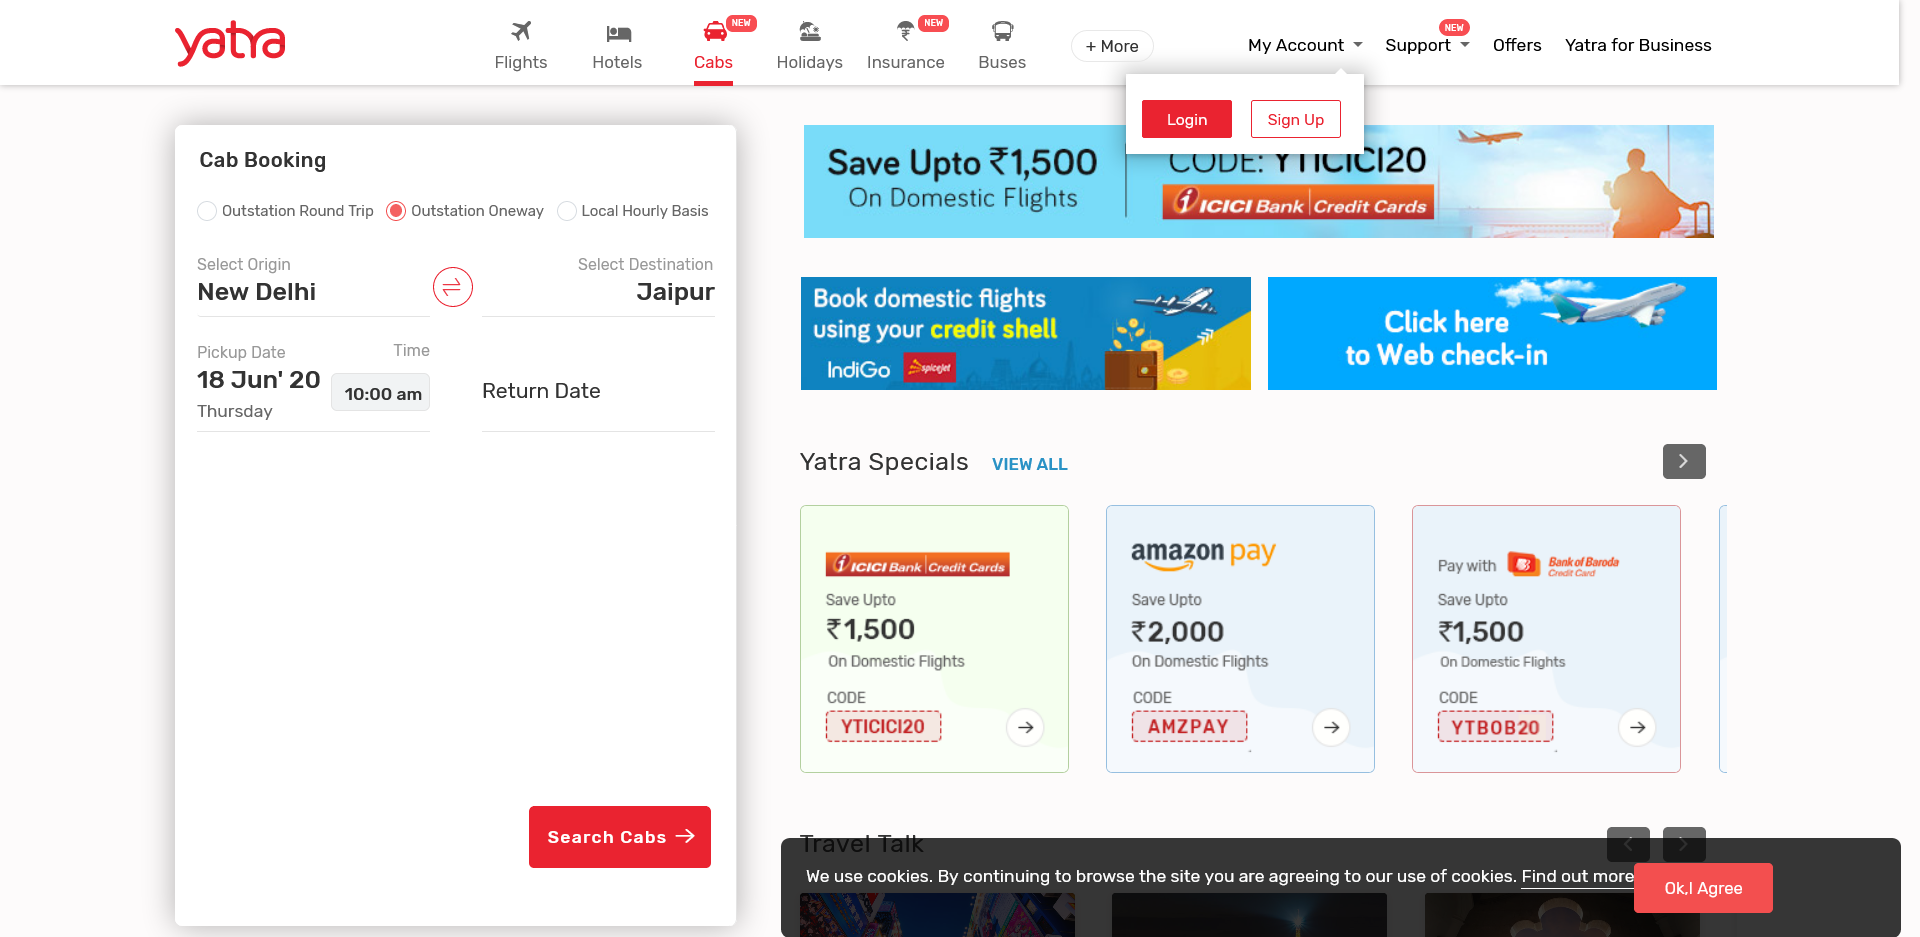 yatra
Flights
Hotels
NEW
Cabs
Holidays
NEW
Insurance
Buses
+ More
My Account
NEW
Support
Offers
Yatra for Business
Login
Sign Up
Cab Booking
Outstation Round Trip
Outstation Oneway
Local Hourly Basis
Select Origin
New Delhi
Select Destination
Jaipur
Pickup Date
18 Jun' 20
Thursday
Time
10:00 am
Return Date
Search Cabs
Save Upto ₹1,500
On Domestic Flights
CODE: YTICICI20
ICICI Bank Credit Cards
Book domestic flights
using your credit shell
IndiGo
spicejet
Click here
to Web check-in
Yatra Specials
VIEW ALL
ICICI Bank Credit Cards
Save Upto
₹1,500
On Domestic Flights
CODE
YTICICI20
amazon pay
Save Upto
₹2,000
On Domestic Flights
CODE
AMZPAY
Pay with
Bank of Baroda
Credit Card
Save Upto
₹1,500
On Domestic Flights
CODE
YTBOB20
Travel Talk
We use cookies. By continuing to browse the site you are agreeing to our use of cookies. Find out more
Ok,I Agree